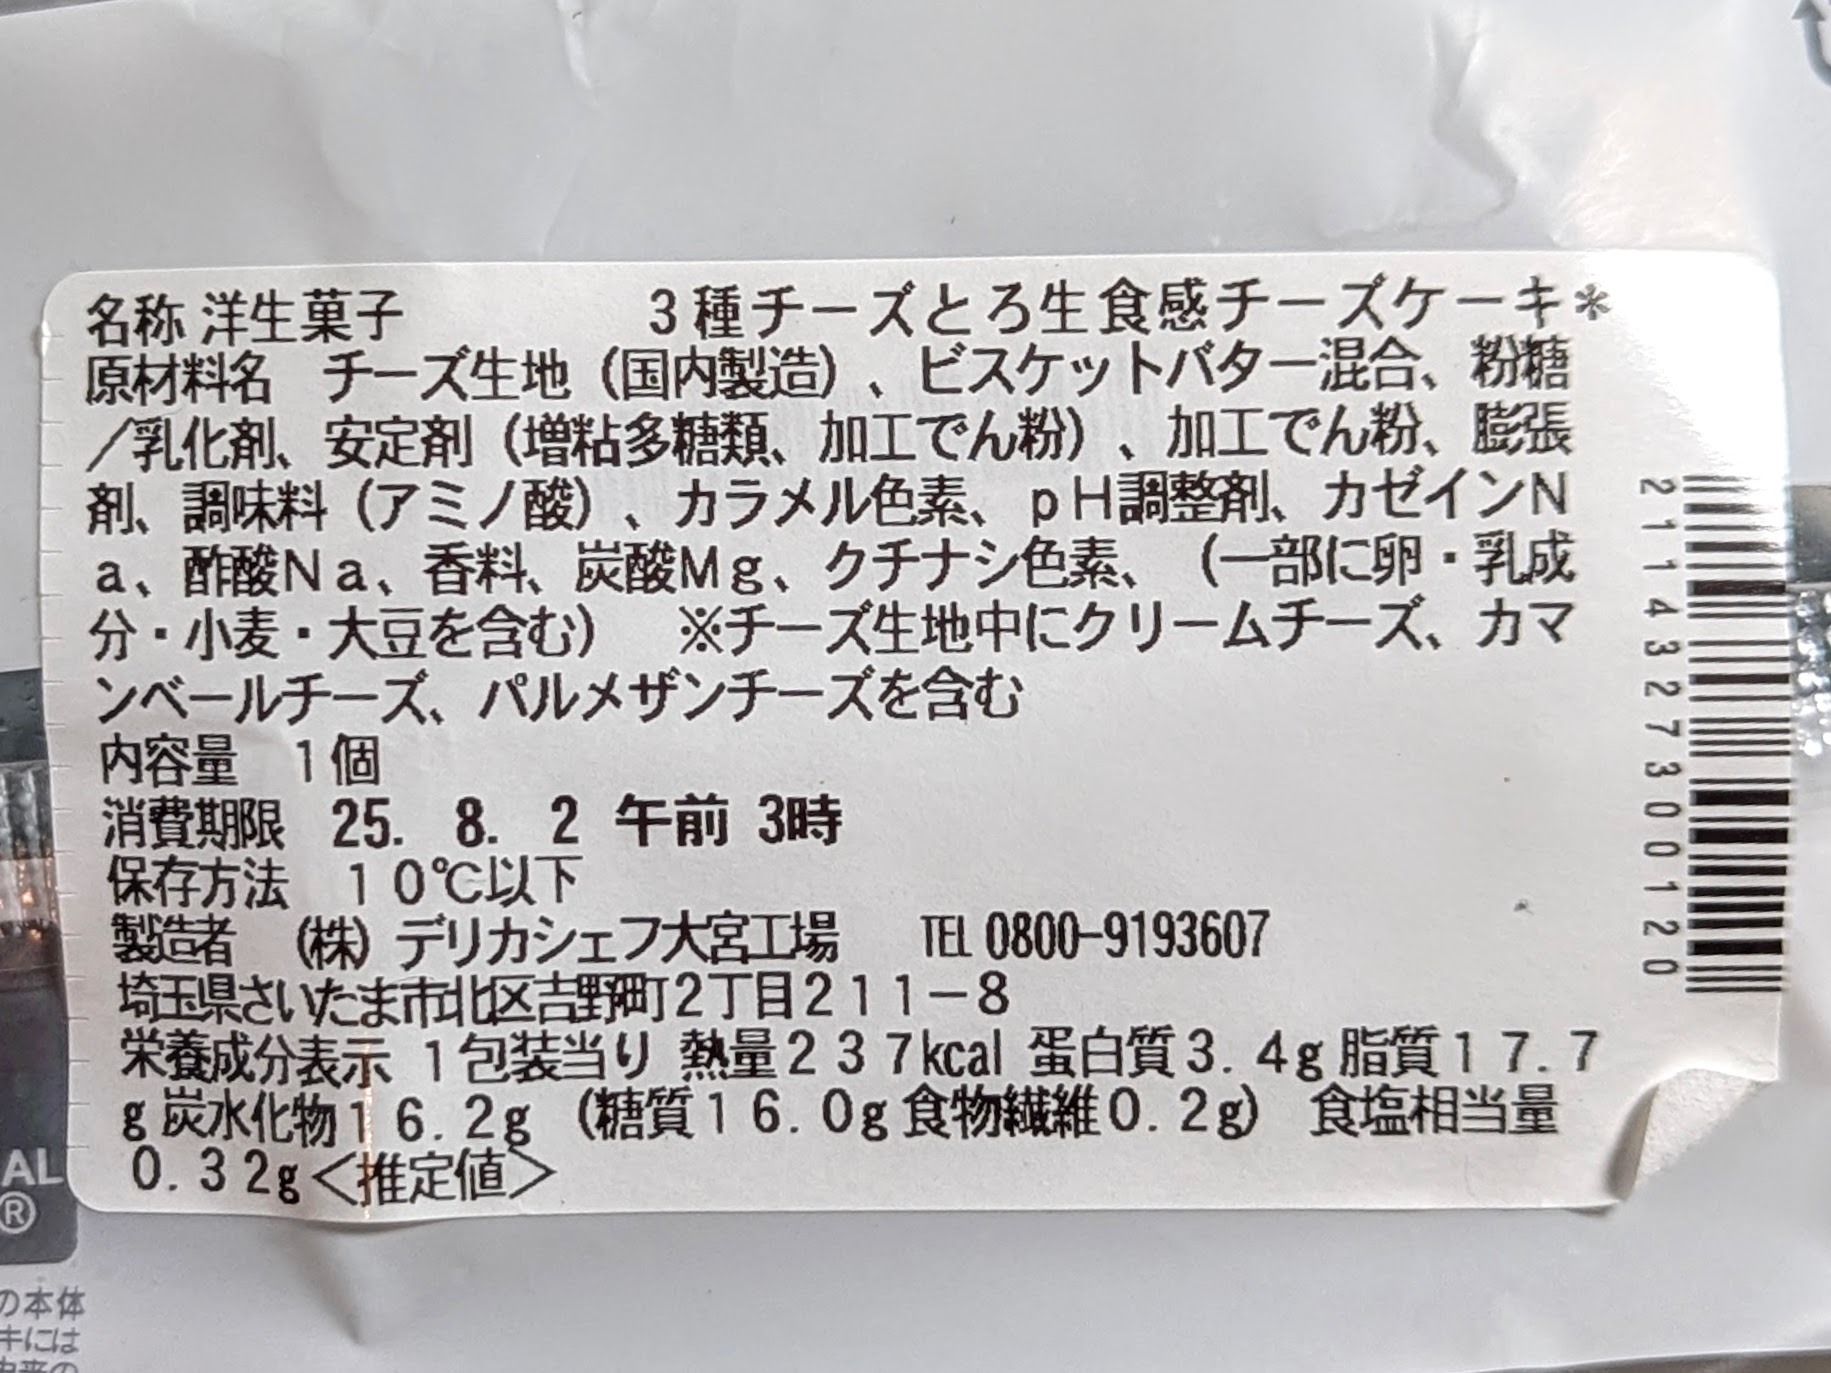 名称 洋生菓子 3種チーズとろ生食感チーズケーキ*
原材料名 チーズ生地（国内製造）、ビスケットバター混合、粉糖
／乳化剤、安定剤（増粘多糖類、加工でん粉）、加工でん粉、膨張
剤、調味料（アミノ酸）、カラメル色素、pH調整剤、カゼインN
a、酢酸Na、香料、炭酸Mg、クチナシ色素、（一部に卵・乳成
分・小麦・大豆を含む） ※チーズ生地中にクリームチーズ、カマ
ンベールチーズ、パルメザンチーズを含む
内容量 1個
消費期限 25. 8. 2 午前 3時
保存方法 10℃以下
製造者 （株）デリカシェフ大宮工場 TEL 0800-9193607
埼玉県さいたま市北区吉野町2丁目211－8
栄養成分表示 1包装当り 熱量237kcal 蛋白質3.4g 脂質17.7
g 炭水化物16.2g （糖質16.0g 食物繊維0.2g） 食塩相当量
0.32g＜推定値＞
2114327300120
AL
®
の本体
キには